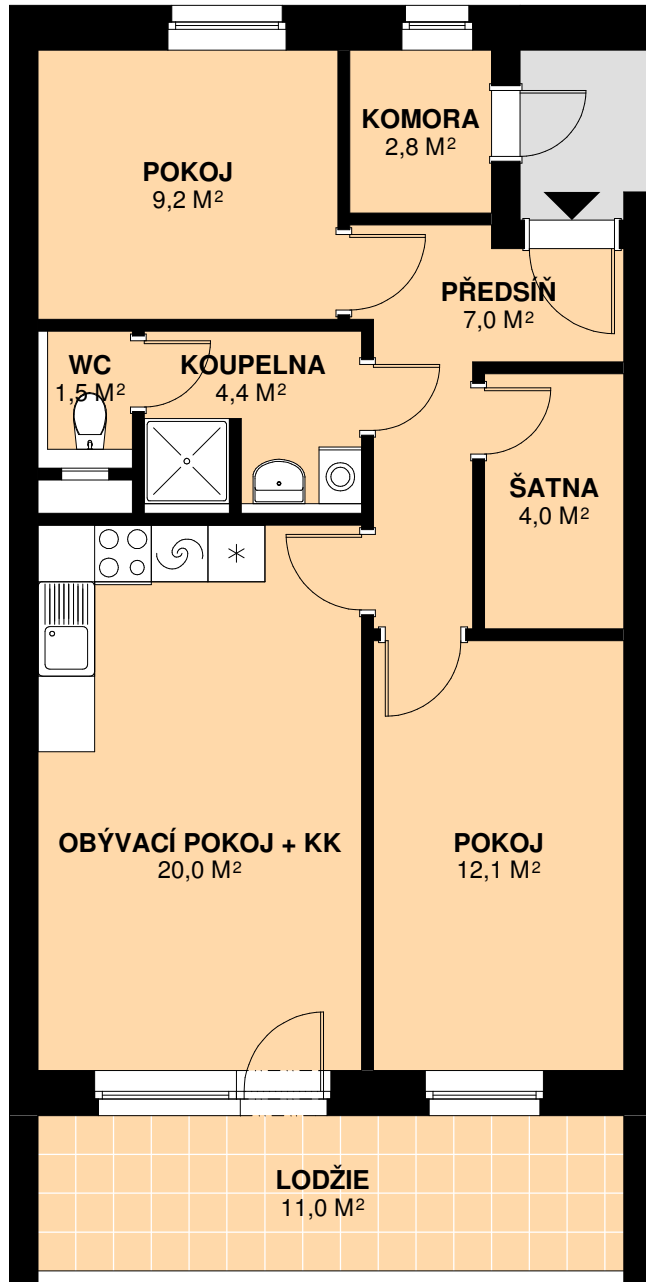 KOMORA
2,8 M²
POKOJ
9,2 M²
PŘEDSÍŇ
7,0 M²
WC
1,5 M²
KOUPELNA
4,4 M²
ŠATNA
4,0 M²
OBÝVACÍ POKOJ + KK
20,0 M²
POKOJ
12,1 M²
LODŽIE
11,0 M²